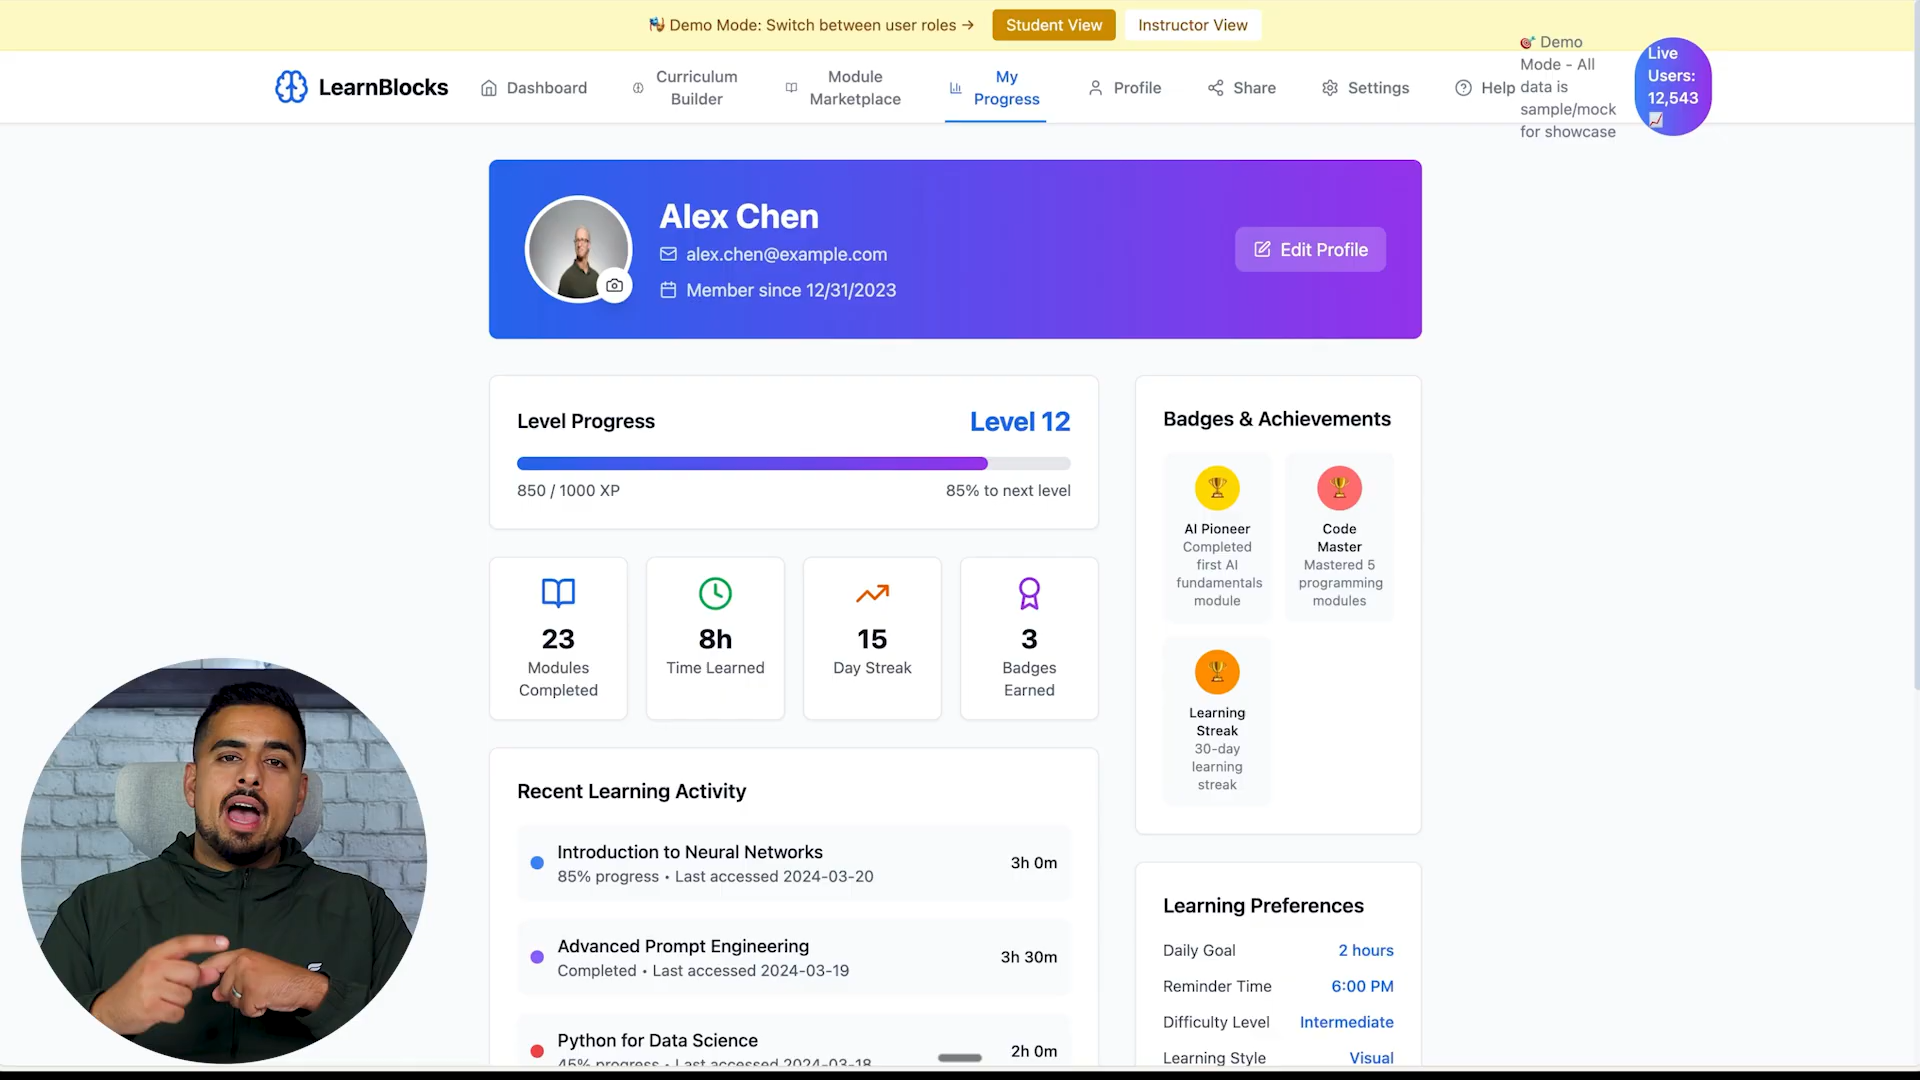 Demo Mode: Switch between user roles →
Student View
Instructor View
LearnBlocks
Dashboard
Curriculum
Builder
Module
Marketplace
My
Progress
Profile
Share
Settings
Help
Demo
Mode - All
data is
sample/mock
for showcase
Live
Users:
12,543
Alex Chen
alex.chen@example.com
Member since 12/31/2023
Edit Profile
Level Progress
Level 12
850 / 1000 XP
85% to next level
23
Modules
Completed
8h
Time Learned
15
Day Streak
3
Badges
Earned
Badges & Achievements
AI Pioneer
Completed
first AI
fundamentals
module
Code
Master
Mastered 5
programming
modules
Learning
Streak
30-day
learning
streak
Recent Learning Activity
Introduction to Neural Networks
85% progress • Last accessed 2024-03-20
3h 0m
Advanced Prompt Engineering
Completed • Last accessed 2024-03-19
3h 30m
Python for Data Science
45% progress • Last accessed 2024-03-18
2h 0m
Learning Preferences
Daily Goal
2 hours
Reminder Time
6:00 PM
Difficulty Level
Intermediate
Learning Style
Visual